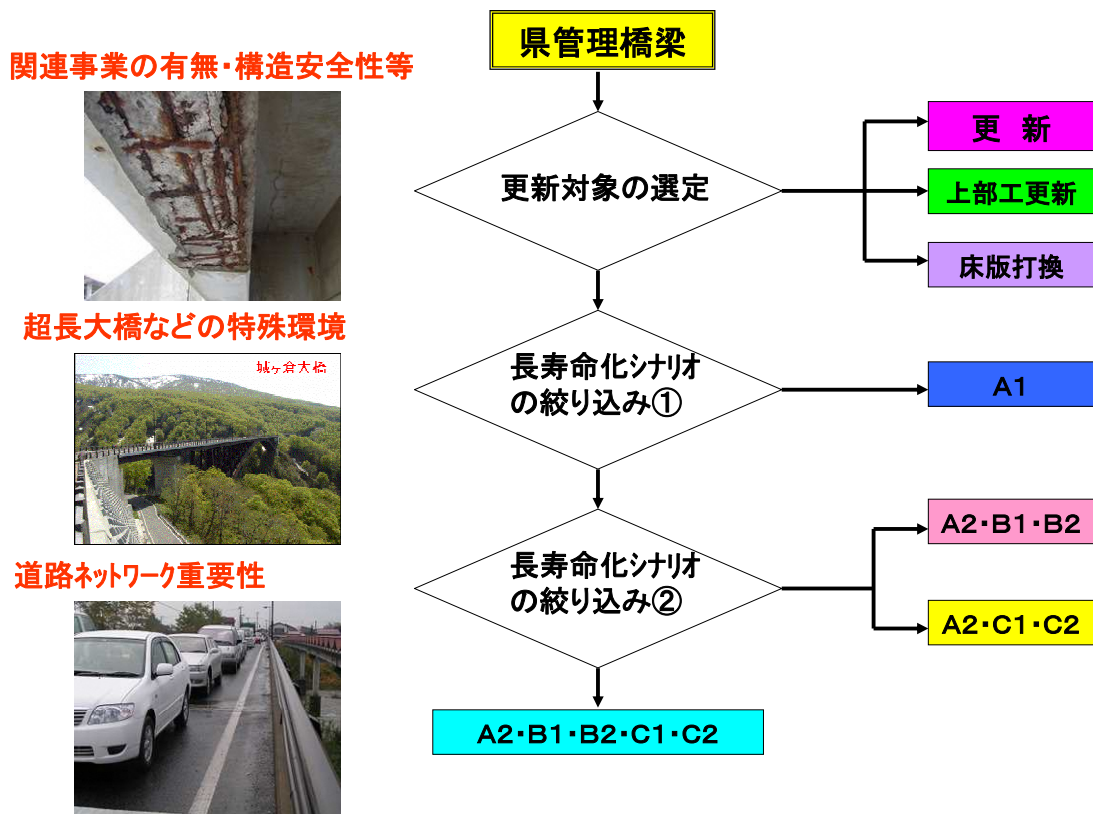 県管理橋梁
関連事業の有無・構造安全性等
更新対象の選定
更　新
上部工更新
床版打換
超長大橋などの特殊環境
城ヶ倉大橋
長寿命化ｼﾅﾘｵ
の絞り込み①
A1
道路ﾈｯﾄﾜｰｸ重要性
長寿命化ｼﾅﾘｵ
の絞り込み②
A2・B1・B2
A2・C1・C2
A2・B1・B2・C1・C2